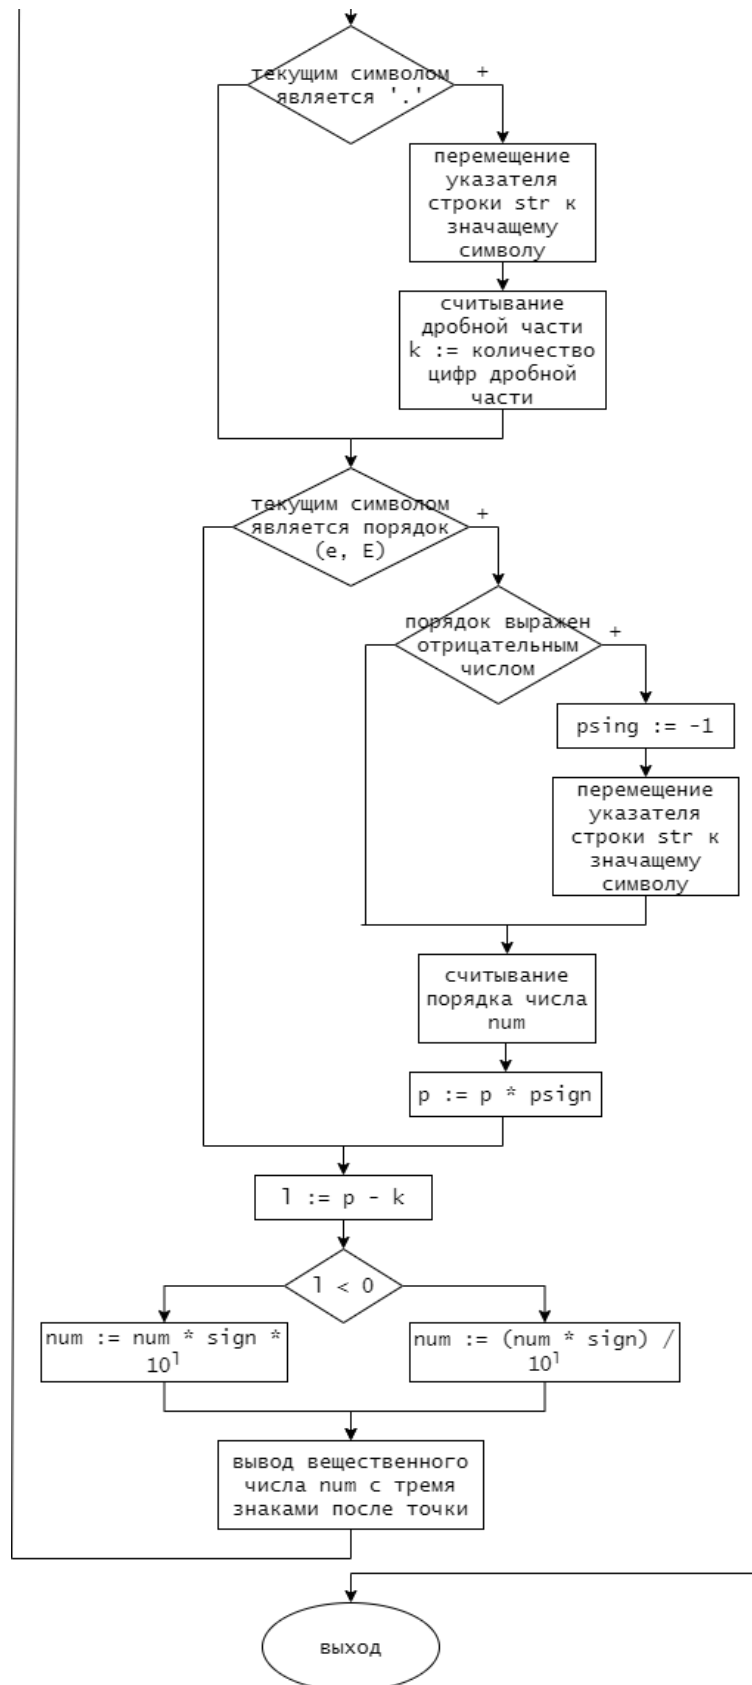 текущим символом
является '.'
+
перемещение
указателя
строки str к
значащему
символу
считывание
дробной части
k := количество
цифр дробной
части
текущим символом
является порядок
(e, E)
+
порядок выражен
отрицательным
числом
+
psing := -1
перемещение
указателя
строки str к
значащему
символу
считывание
порядка числа
num
p := p * psign
l := p - k
l < 0
num := num * sign *
10^l
num := (num * sign) /
10^l
вывод вещественного
числа num с тремя
знаками после точки
выход